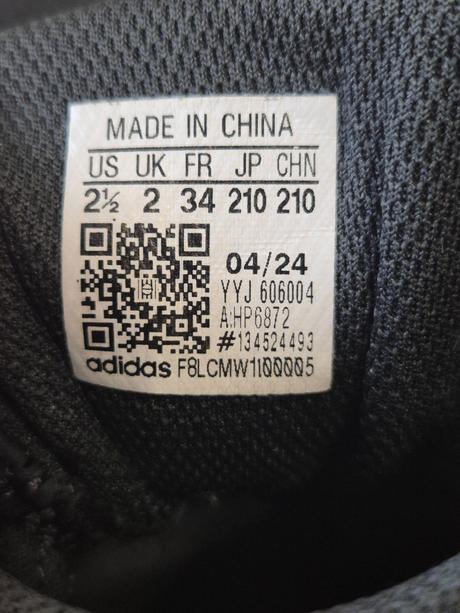 MADE IN CHINA
US UK FR JP CHN
2½ 2 34 210 210
04/24
YYJ 606004
A:HP6872
#134524493
adidas F8LCMW1I00005